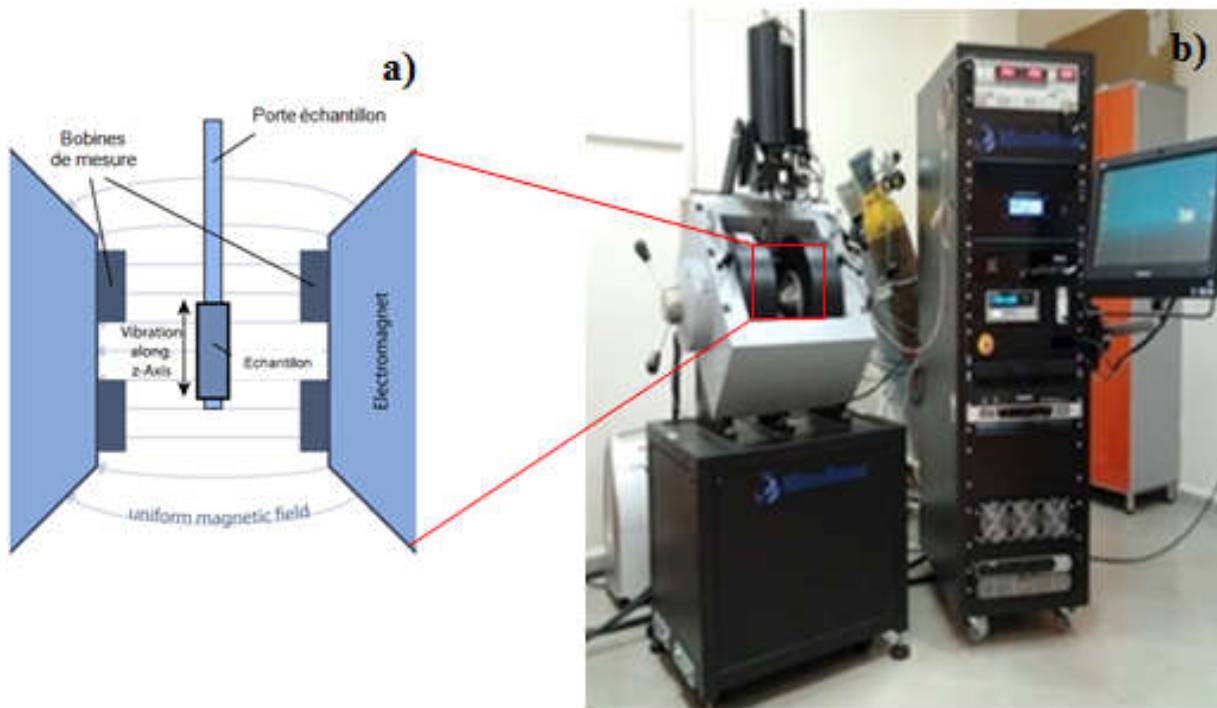 a)
Porte échantillon
Bobines
de mesure
Vibration
along
z-Axis
Echantillon
Electromagnet
uniform magnetic field
b)